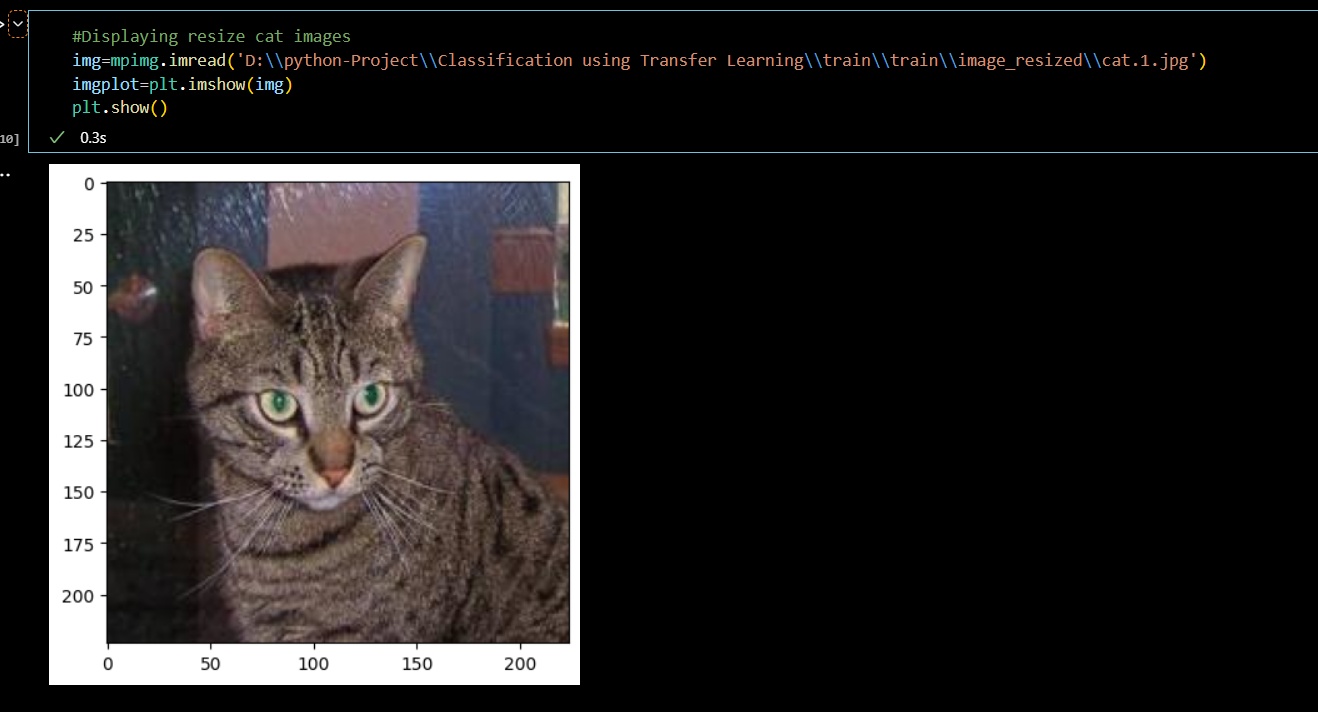 #Displaying resize cat images
img=mpimg.imread('D:\\python-Project\\Classification using Transfer Learning\\train\\train\\image_resized\\cat.1.jpg')
imgplot=plt.imshow(img)
plt.show()
10]
0.3s
0
25
50
75
100
125
150
175
200
0 50 100 150 200